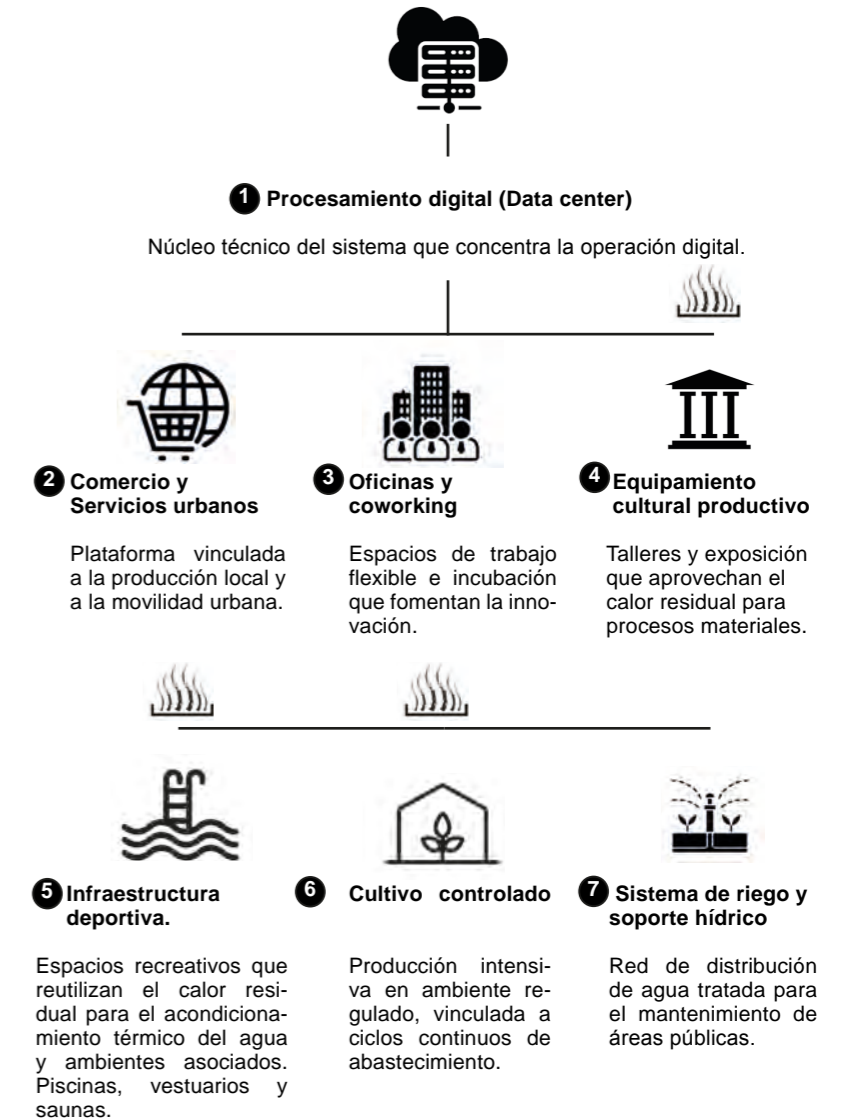 1 Procesamiento digital (Data center)
Núcleo técnico del sistema que concentra la operación digital.
2 Comercio y
Servicios urbanos
Plataforma vinculada
a la producción local y
a la movilidad urbana.
3 Oficinas y
coworking
Espacios de trabajo
flexible e incubación
que fomentan la inno-
vación.
4 Equipamiento
cultural productivo
Talleres y exposición
que aprovechan el
calor residual para
procesos materiales.
5 Infraestructura
deportiva.
Espacios recreativos que
reutilizan el calor resi-
dual para el acondiciona-
miento térmico del agua
y ambientes asociados.
Piscinas, vestuarios y
saunas.
6 Cultivo controlado
Producción intensi-
va en ambiente re-
gulado, vinculada a
ciclos continuos de
abastecimiento.
7 Sistema de riego y
soporte hídrico
Red de distribución
de agua tratada para
el mantenimiento de
áreas públicas.